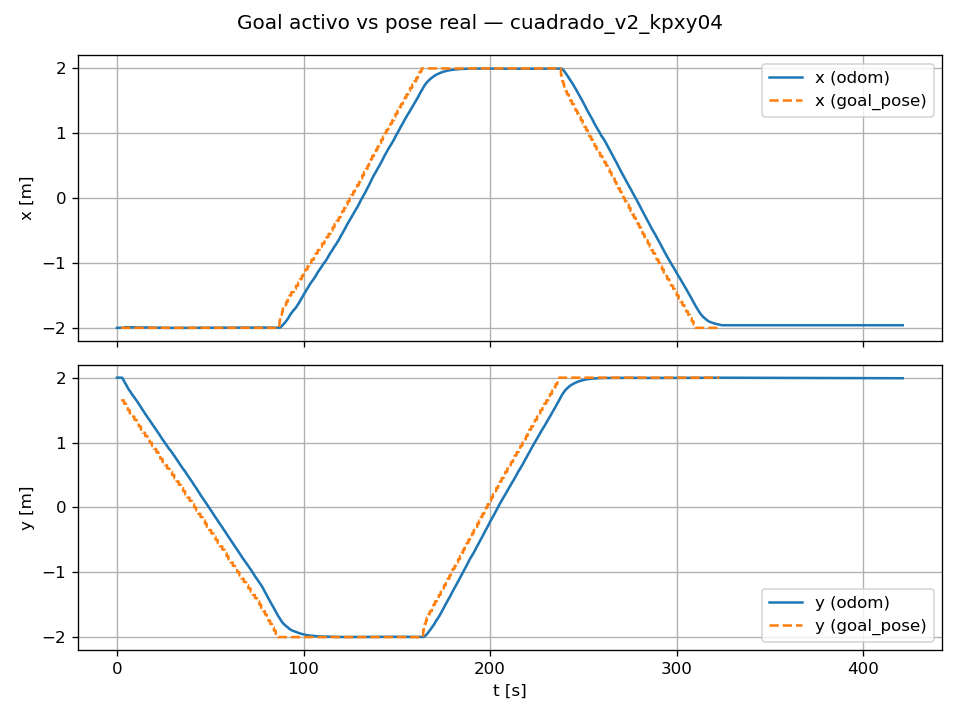 Goal activo vs pose real — cuadrado_v2_kpxy04
2
1
0
−1
−2
x [m]
x (odom)
x (goal_pose)
2
1
0
−1
−2
y [m]
y (odom)
y (goal_pose)
0 100 200 300 400
t [s]